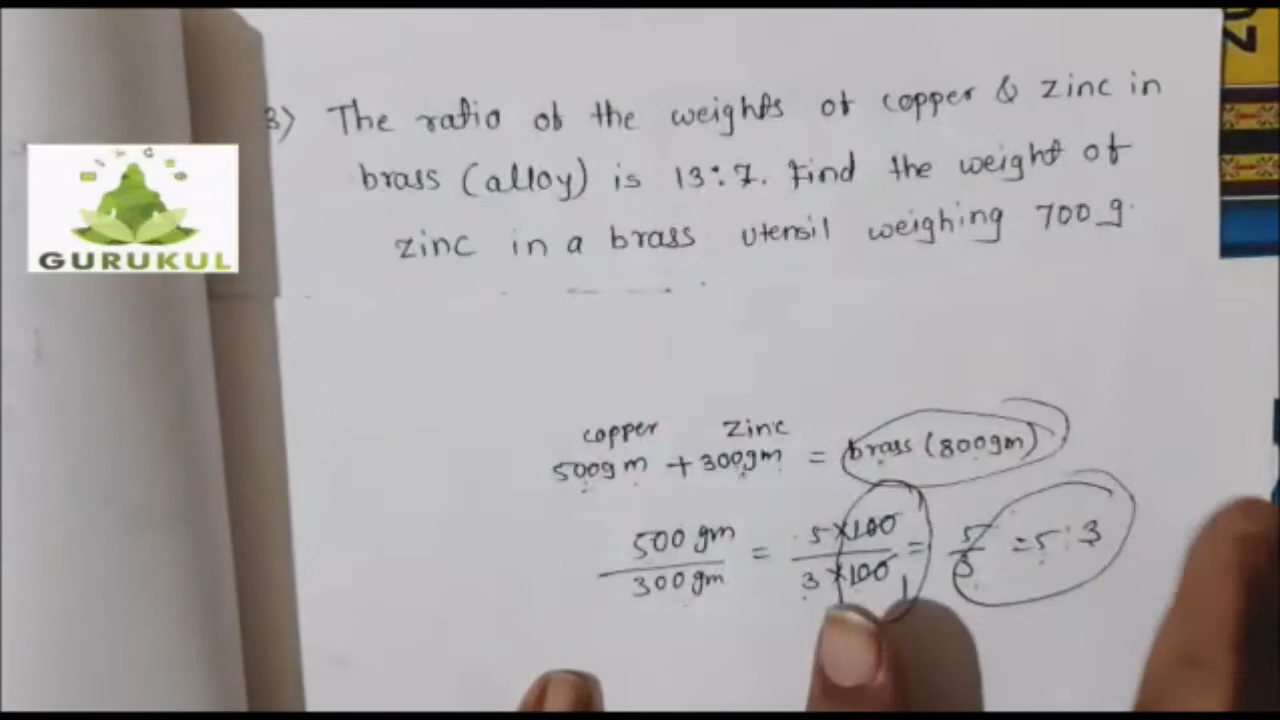 3) The ratio of the weights of copper & zinc in
brass (alloy) is 13:7. Find the weight of
zinc in a brass utensil weighing 700 g.
GURUKUL
copper zinc
500gm + 300gm = brass (800gm)
500 gm / 300 gm = 5×100 / 3×100 = 5/3 = 5:3